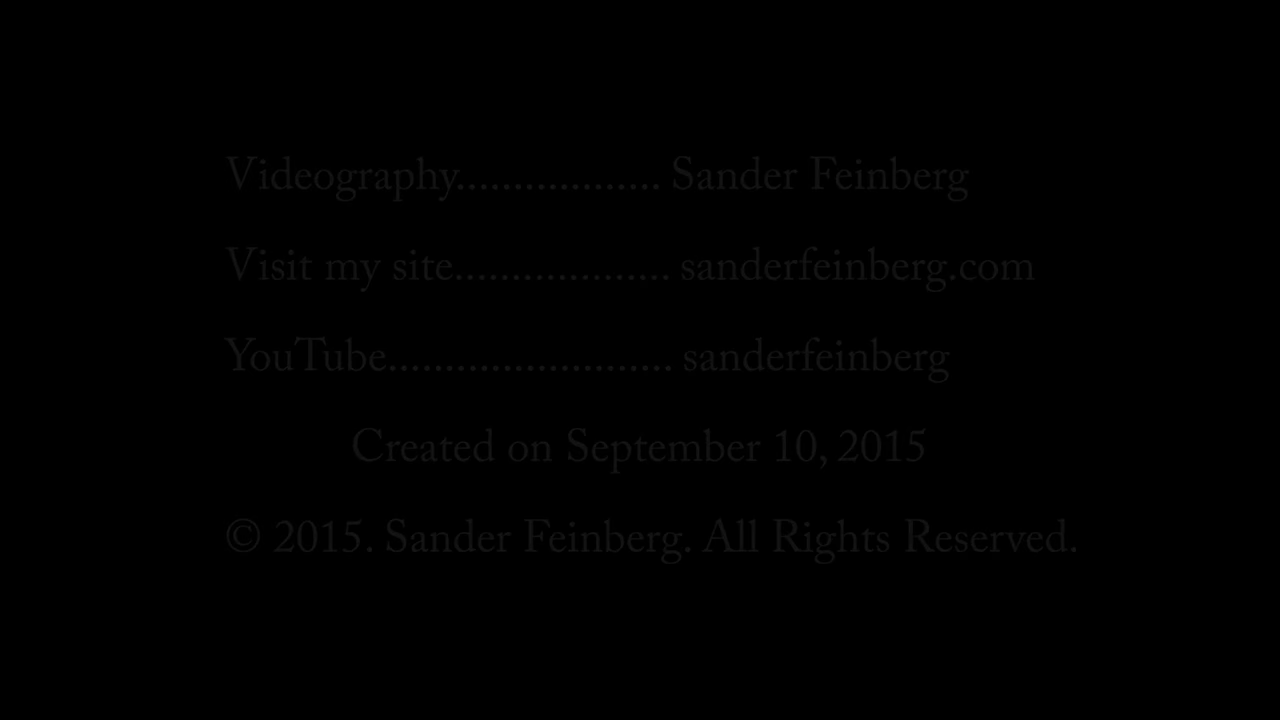 Videography.................. Sander Feinberg
Visit my site................... sanderfeinberg.com
YouTube......................... sanderfeinberg
Created on September 10, 2015
© 2015. Sander Feinberg. All Rights Reserved.